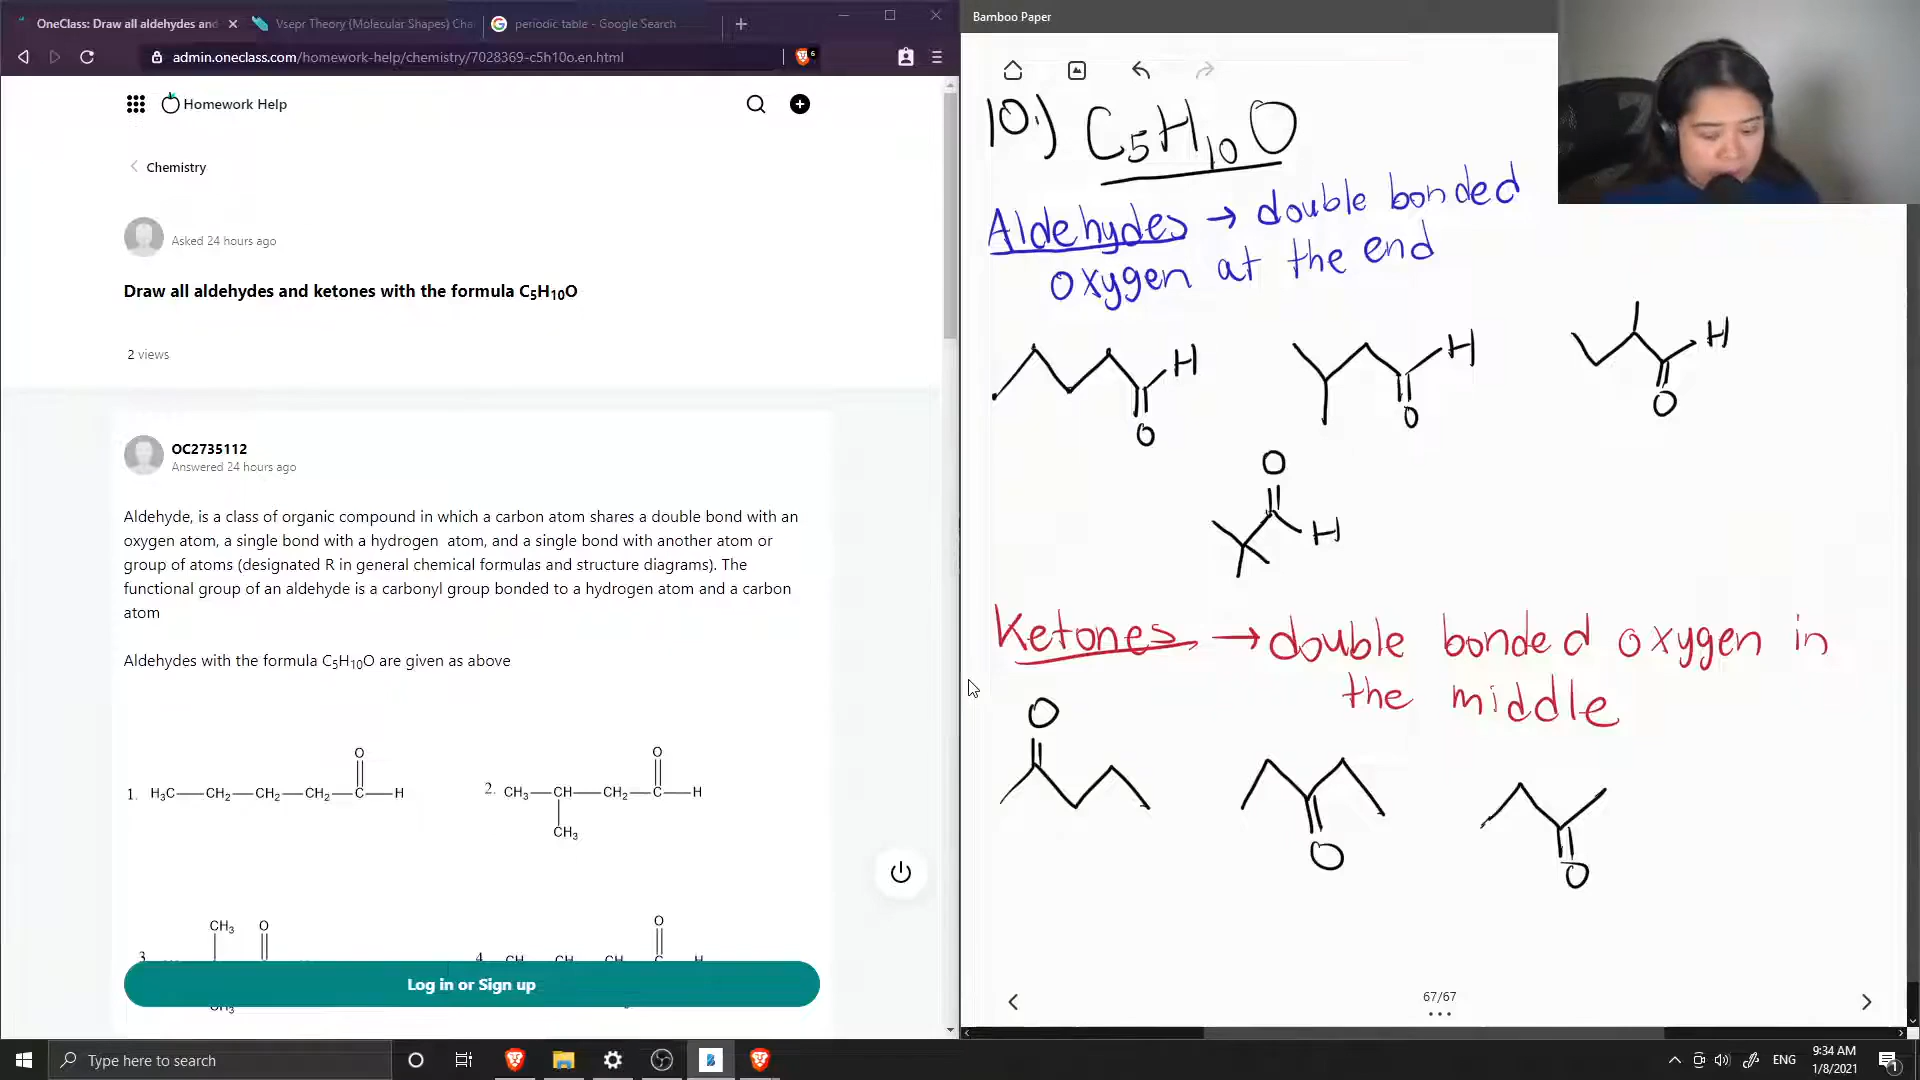 OneClass: Draw all aldehydes and
Vsepr Theory (Molecular Shapes) Cha
periodic table - Google Search
Bamboo Paper
admin.oneclass.com/homework-help/chemistry/7028369-c5h10o.en.html
6
Homework Help
Chemistry
Asked 24 hours ago
Draw all aldehydes and ketones with the formula C5H10O
2 views
OC2735112
Answered 24 hours ago
Aldehyde, is a class of organic compound in which a carbon atom shares a double bond with an
oxygen atom, a single bond with a hydrogen atom, and a single bond with another atom or
group of atoms (designated R in general chemical formulas and structure diagrams). The
functional group of an aldehyde is a carbonyl group bonded to a hydrogen atom and a carbon
atom
Aldehydes with the formula C5H10O are given as above
O
1. H3C—CH2—CH2—CH2—C—H
O
2. CH3—CH—CH2—C—H
CH3
CH3 O
3.
O
4. CH CH CH C H
CH3
Log in or Sign up
10.) C5H10O
Aldehydes → double bonded
oxygen at the end
H
O
H
O
H
O
O
H
Ketones → double bonded oxygen in
the middle
O
O
O
67/67
Type here to search
ENG
9:34 AM
1/8/2021
1